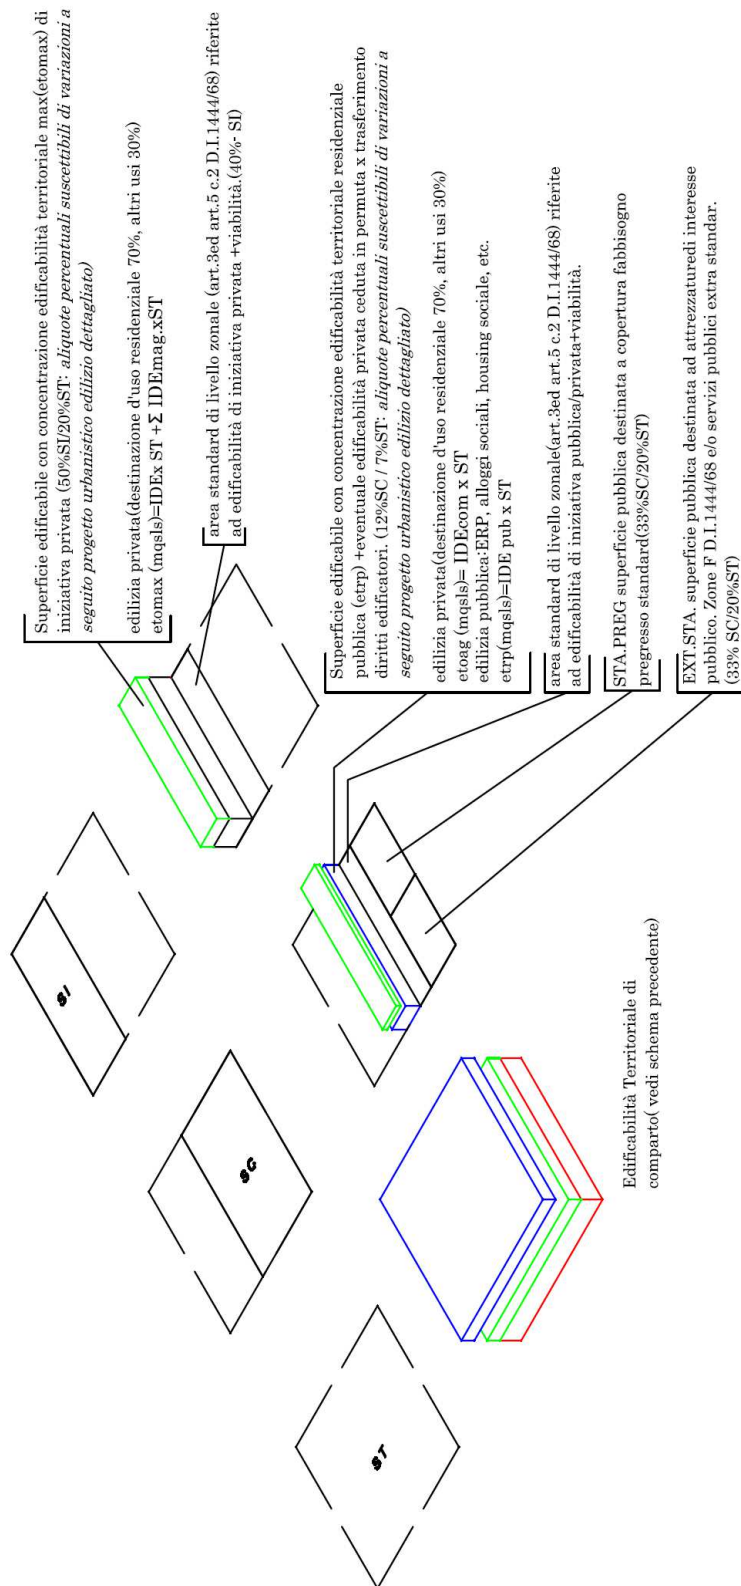 Superficie edificabile con concentrazione edificabilità territoriale max(etomax) di
iniziativa privata (50%SI/20%ST: aliquote percentuali suscettibili di variazioni a
seguito progetto urbanistico edilizio dettagliato)
edilizia privata(destinazione d'uso residenziale 70%, altri usi 30%)
etomax (mqsls)=IDEx ST +Σ IDEmag.xST
area standard di livello zonale (art.3ed art.5 c.2 D.I.1444/68) riferite
ad edificabilità di iniziativa privata +viabilità.(40%- SI)
Superficie edificabile con concentrazione edificabilità territoriale residenziale
pubblica (etrp) +eventuale edificabilità privata ceduta in permuta x trasferimento
diritti edificatori. (12%SC / 7%ST: aliquote percentuali suscettibili di variazioni a
seguito progetto urbanistico edilizio dettagliato)
edilizia privata(destinazione d'uso residenziale 70%, altri usi 30%)
etoag (mqsls)= IDEcom x ST
edilizia pubblica:ERP, alloggi sociali, housing sociale, etc.
etrp(mqsls)=IDE pub x ST
area standard di livello zonale(art.3ed art.5 c.2 D.I.1444/68) riferite
ad edificabilità di iniziativa pubblica/privata+viabilità.
STA.PREG superficie pubblica destinata a copertura fabbisogno
pregresso standard(33%SC/20%ST)
EXT.STA. superficie pubblica destinata ad attrezzaturedi interesse
pubblico. Zone F D.I.1444/68 e/o servizi pubblici extra standar.
(33% SC/20%ST)
SI
SC
ST
Edificabilità Territoriale di
comparto( vedi schema precedente)